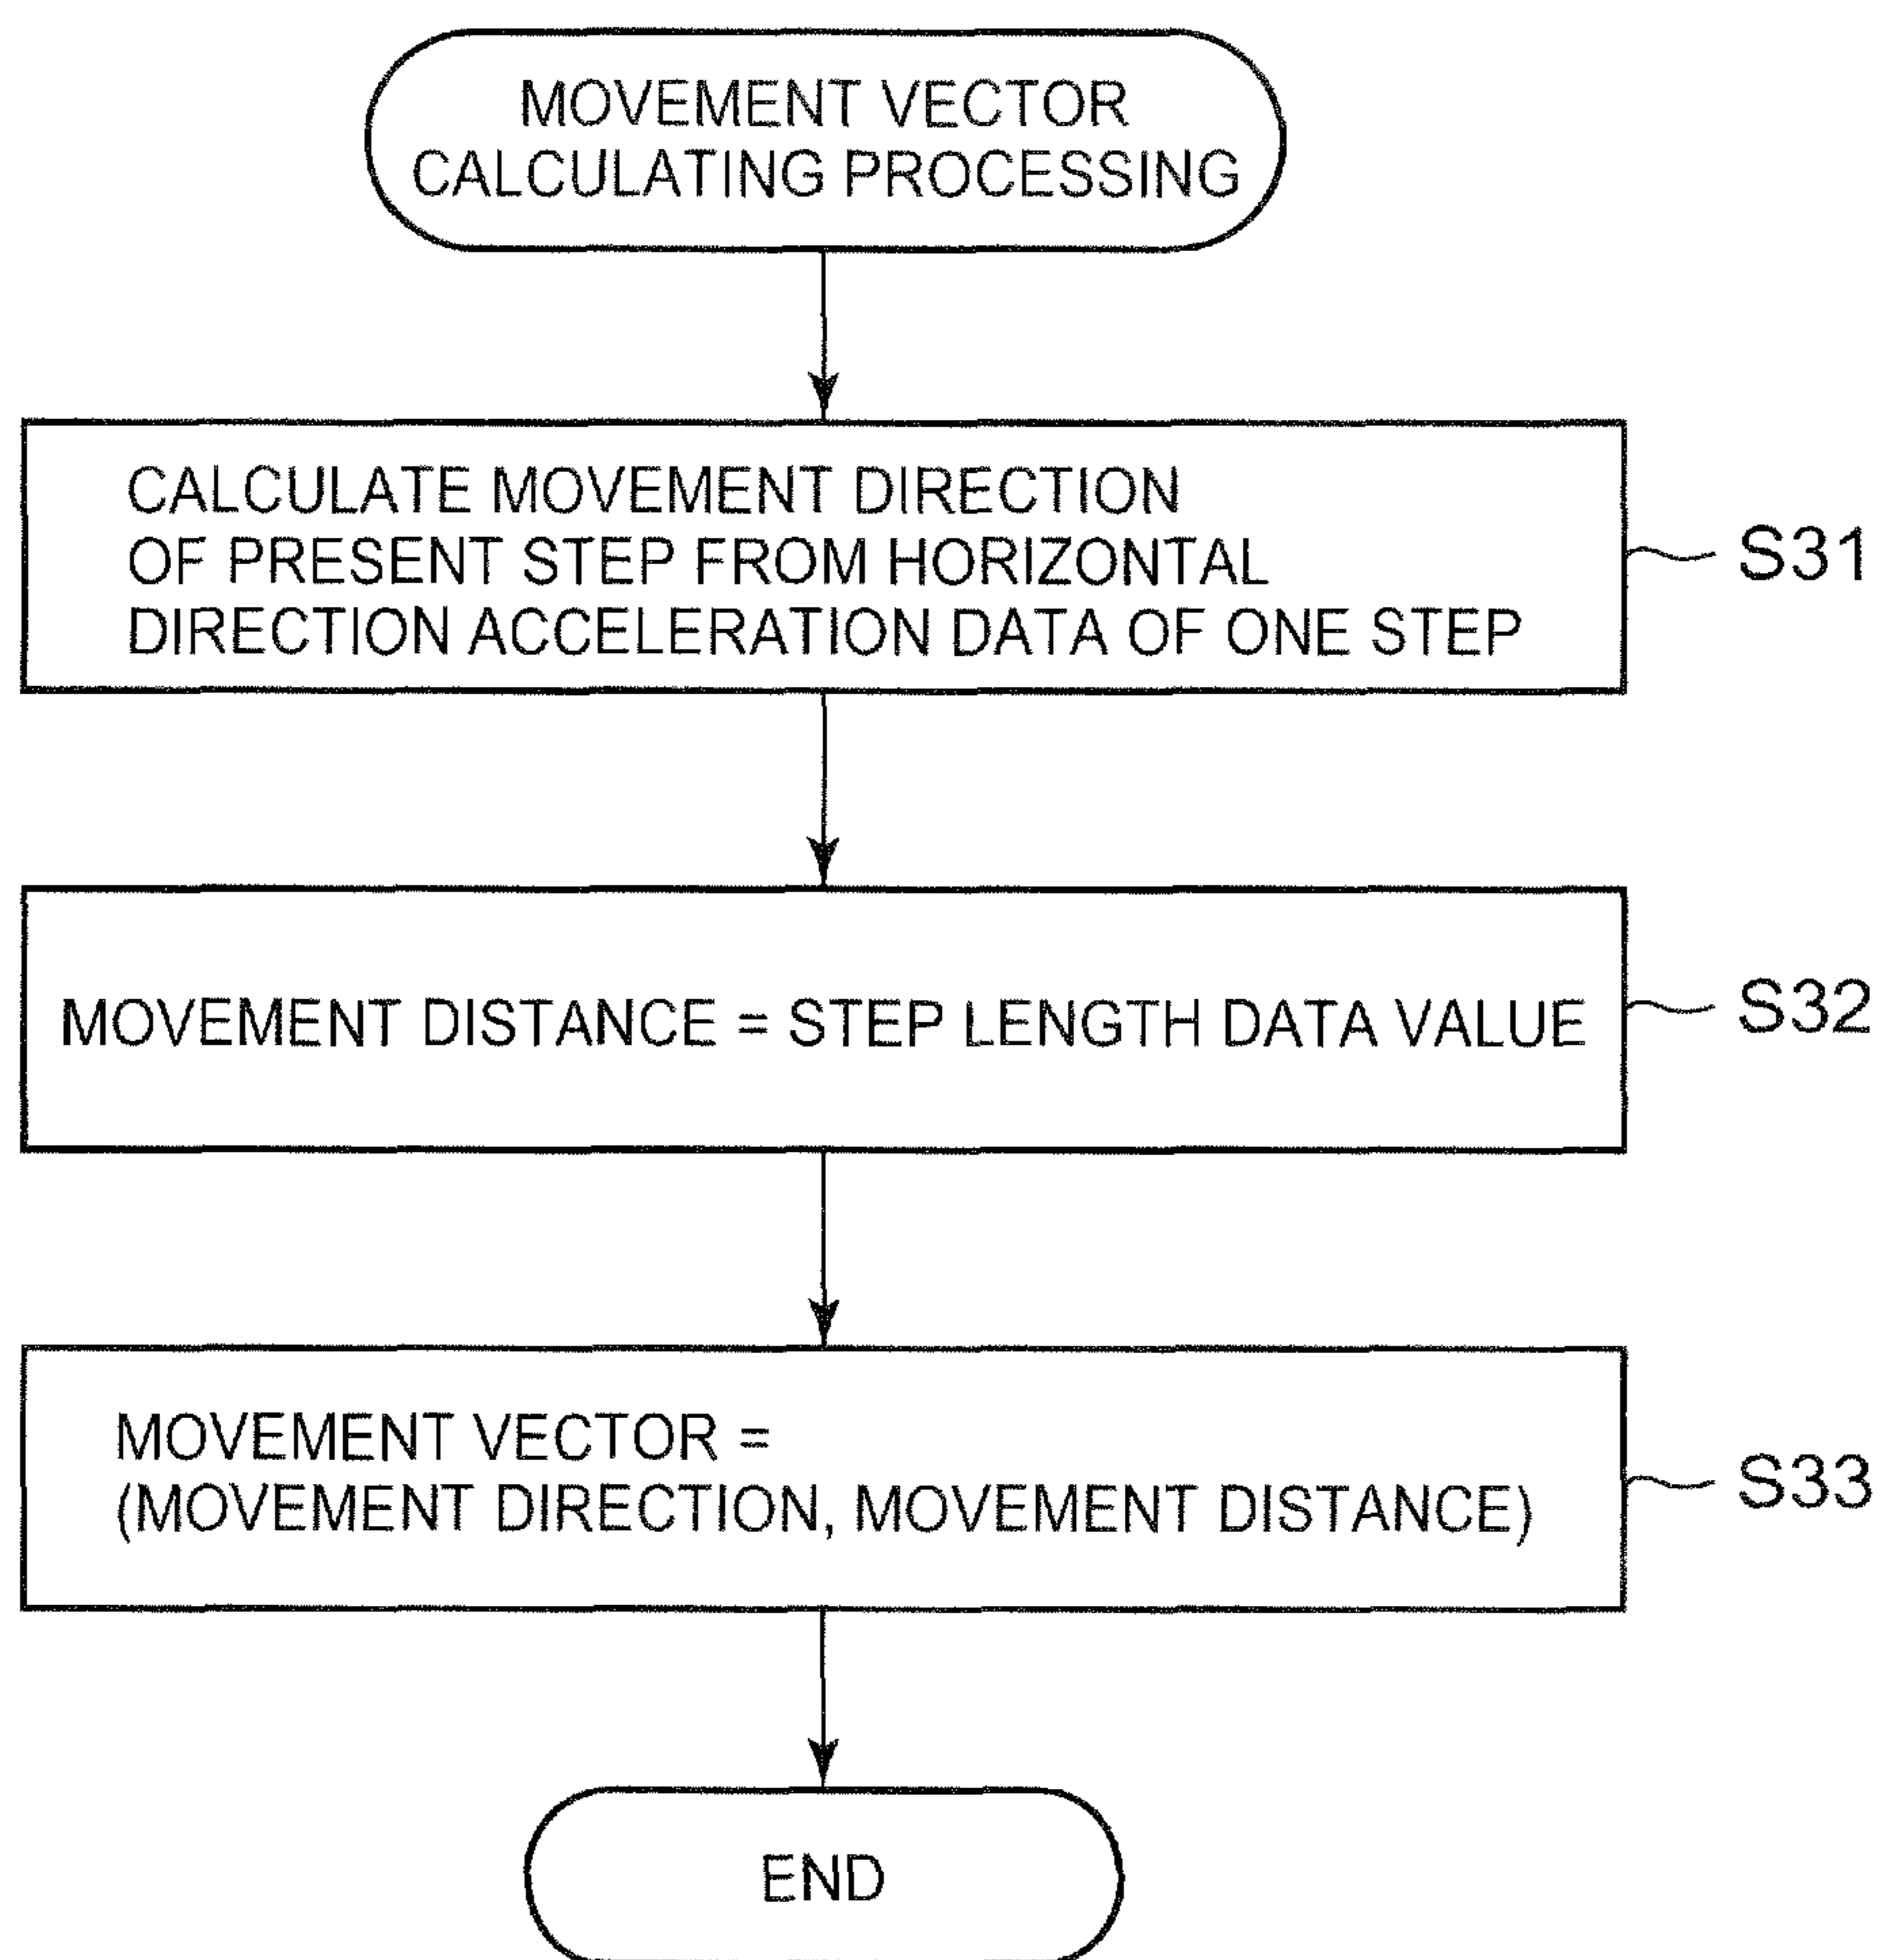 MOVEMENT VECTOR
CALCULATING PROCESSING
CALCULATE MOVEMENT DIRECTION
OF PRESENT STEP FROM HORIZONTAL
DIRECTION ACCELERATION DATA OF ONE STEP
S31
MOVEMENT DISTANCE = STEP LENGTH DATA VALUE
S32
MOVEMENT VECTOR =
(MOVEMENT DIRECTION, MOVEMENT DISTANCE)
S33
END